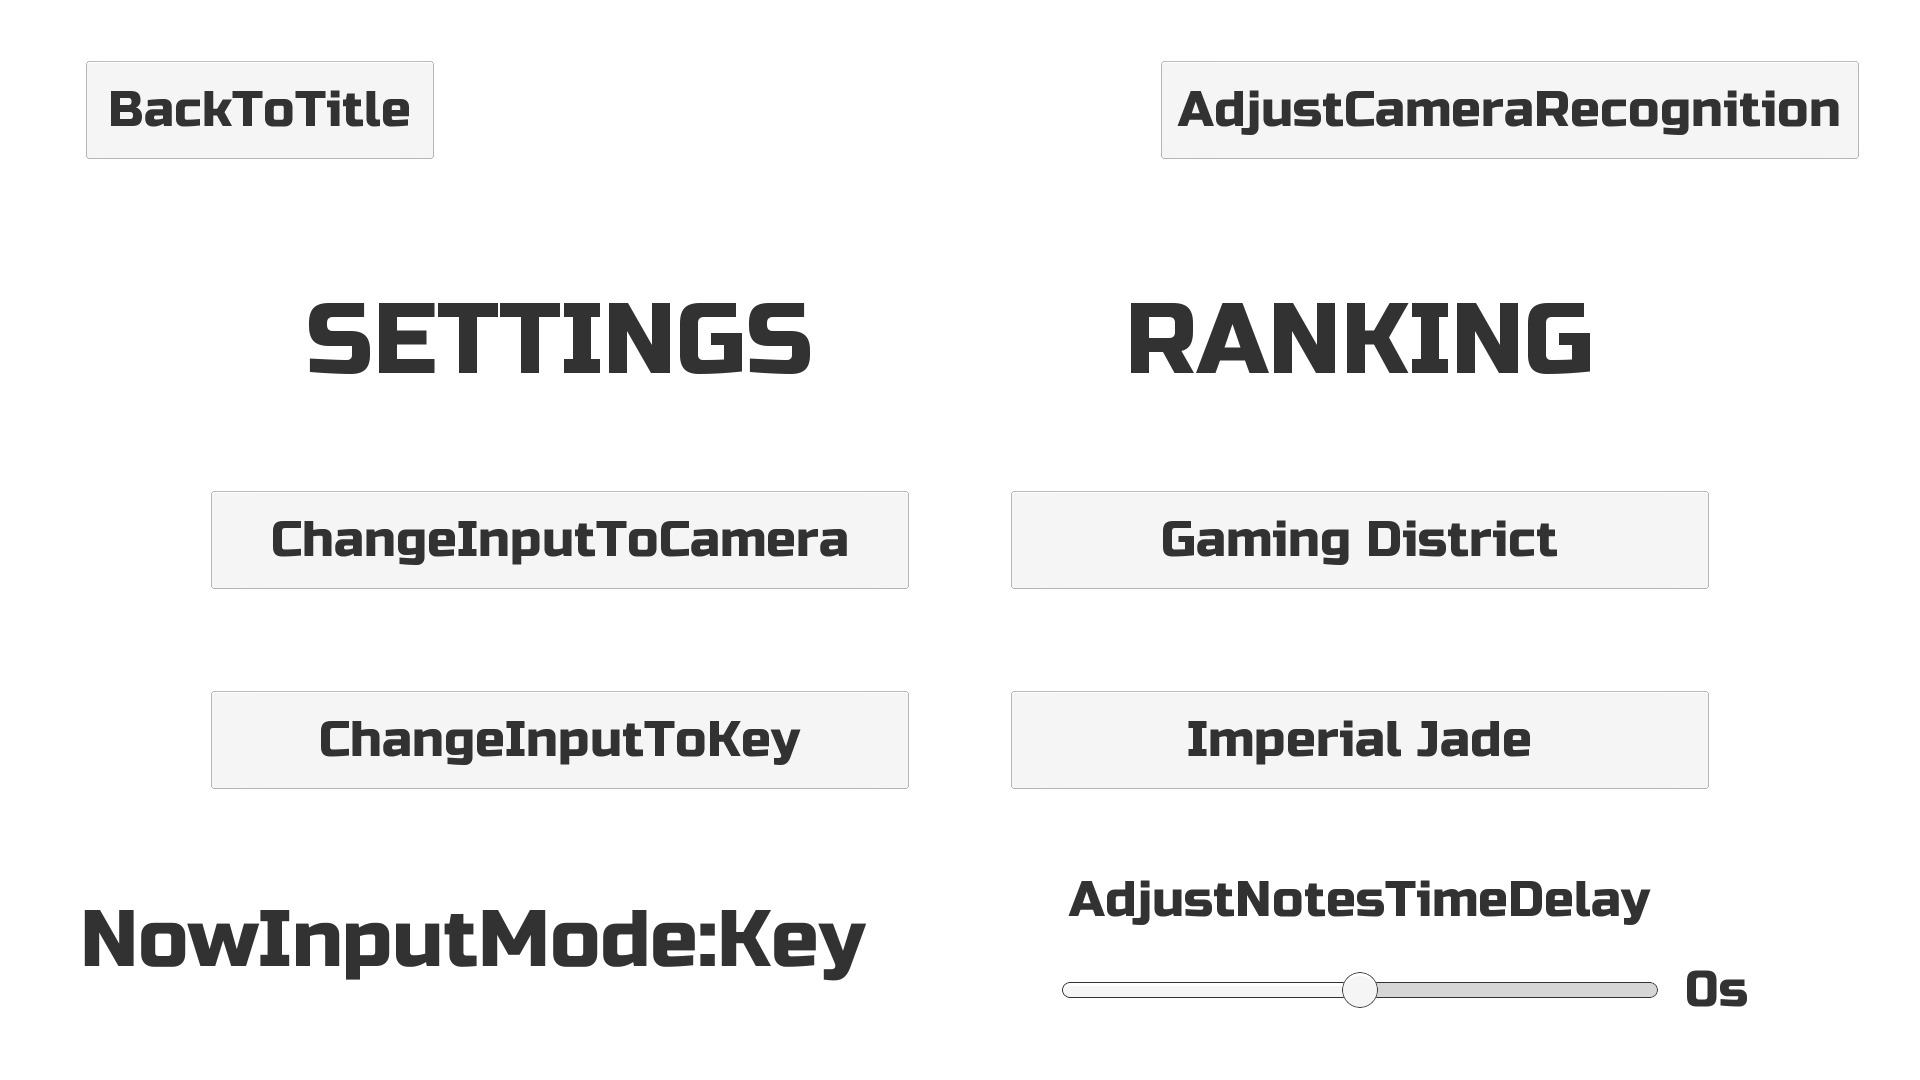 BackToTitle
AdjustCameraRecognition
SETTINGS
RANKING
ChangeInputToCamera
Gaming District
ChangeInputToKey
Imperial Jade
NowInputMode:Key
AdjustNotesTimeDelay
0s